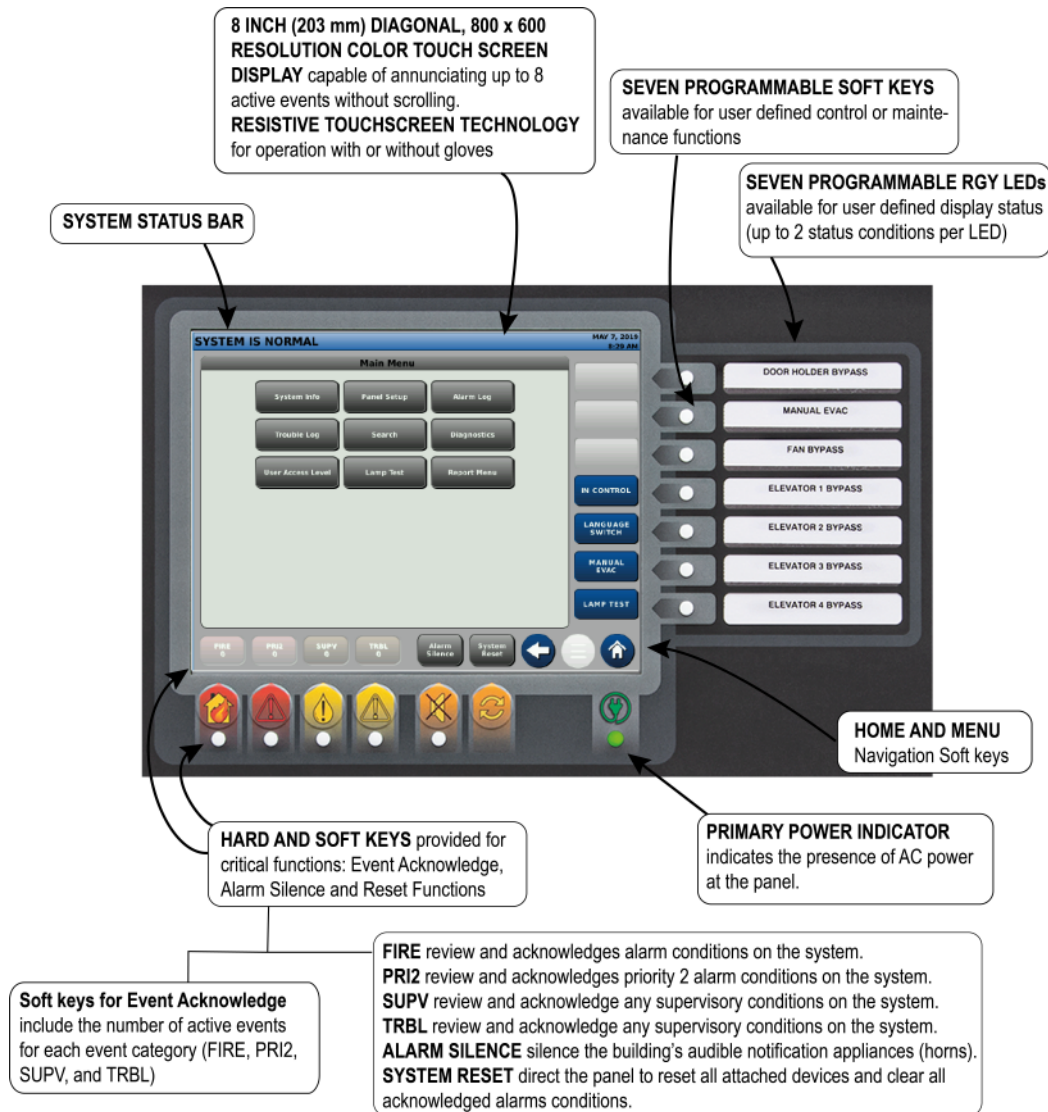 8 INCH (203 mm) DIAGONAL, 800 x 600
RESOLUTION COLOR TOUCH SCREEN
DISPLAY capable of annunciating up to 8
active events without scrolling.
RESISTIVE TOUCHSCREEN TECHNOLOGY
for operation with or without gloves
SEVEN PROGRAMMABLE SOFT KEYS
available for user defined control or mainte-
nance functions
SEVEN PROGRAMMABLE RGY LEDs
available for user defined display status
(up to 2 status conditions per LED)
SYSTEM STATUS BAR
SYSTEM IS NORMAL
MAY 7, 2019
8:29 AM
Main Menu
System Info
Panel Setup
Alarm Log
Trouble Log
Search
Diagnostics
User Access Level
Lamp Test
Report Menu
IN CONTROL
LANGUAGE
SWITCH
MANUAL
EVAC
LAMP TEST
DOOR HOLDER BYPASS
MANUAL EVAC
FAN BYPASS
ELEVATOR 1 BYPASS
ELEVATOR 2 BYPASS
ELEVATOR 3 BYPASS
ELEVATOR 4 BYPASS
FIRE
0
PRI2
0
SUPV
0
TRBL
0
Alarm
Silence
System
Reset
HOME AND MENU
Navigation Soft keys
HARD AND SOFT KEYS provided for
critical functions: Event Acknowledge,
Alarm Silence and Reset Functions
PRIMARY POWER INDICATOR
indicates the presence of AC power
at the panel.
Soft keys for Event Acknowledge
include the number of active events
for each event category (FIRE, PRI2,
SUPV, and TRBL)
FIRE review and acknowledges alarm conditions on the system.
PRI2 review and acknowledges priority 2 alarm conditions on the system.
SUPV review and acknowledge any supervisory conditions on the system.
TRBL review and acknowledge any supervisory conditions on the system.
ALARM SILENCE silence the building's audible notification appliances (horns).
SYSTEM RESET direct the panel to reset all attached devices and clear all
acknowledged alarms conditions.